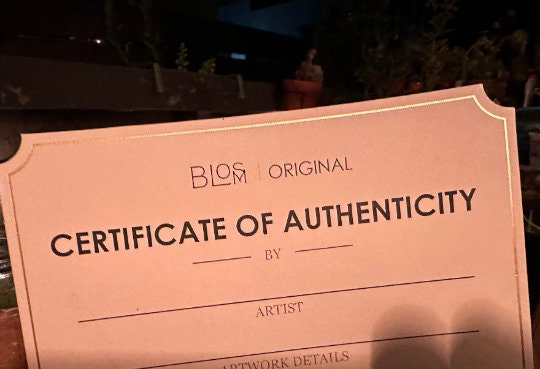 BLOSM | ORIGINAL
CERTIFICATE OF AUTHENTICITY
BY
ARTIST
ARTWORK DETAILS